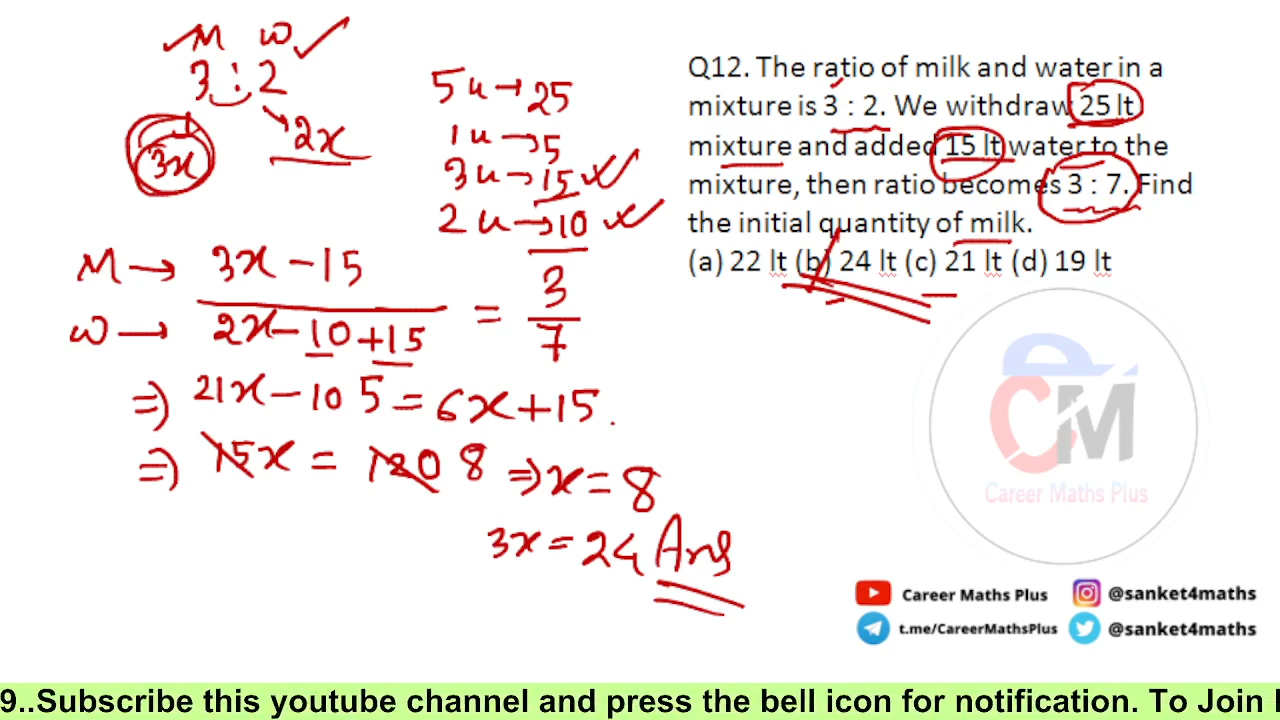 M W
3 : 2
3x 2x
5u → 25
1u → 5
3u → 15
2u → 10
M → 3x - 15
W → 2x - 10 + 15
= 3/7
⇒ 21x - 105 = 6x + 15.
⇒ 15x = 120 8 ⇒ x = 8
3x = 24 Ans
Q12. The ratio of milk and water in a
mixture is 3 : 2. We withdraw 25 lt
mixture and added 15 lt water to the
mixture, then ratio becomes 3 : 7. Find
the initial quantity of milk.
(a) 22 lt (b) 24 lt (c) 21 lt (d) 19 lt
CM
Career Maths Plus
Career Maths Plus @sanket4maths
t.me/CareerMathsPlus @sanket4maths
9..Subscribe this youtube channel and press the bell icon for notification. To Join